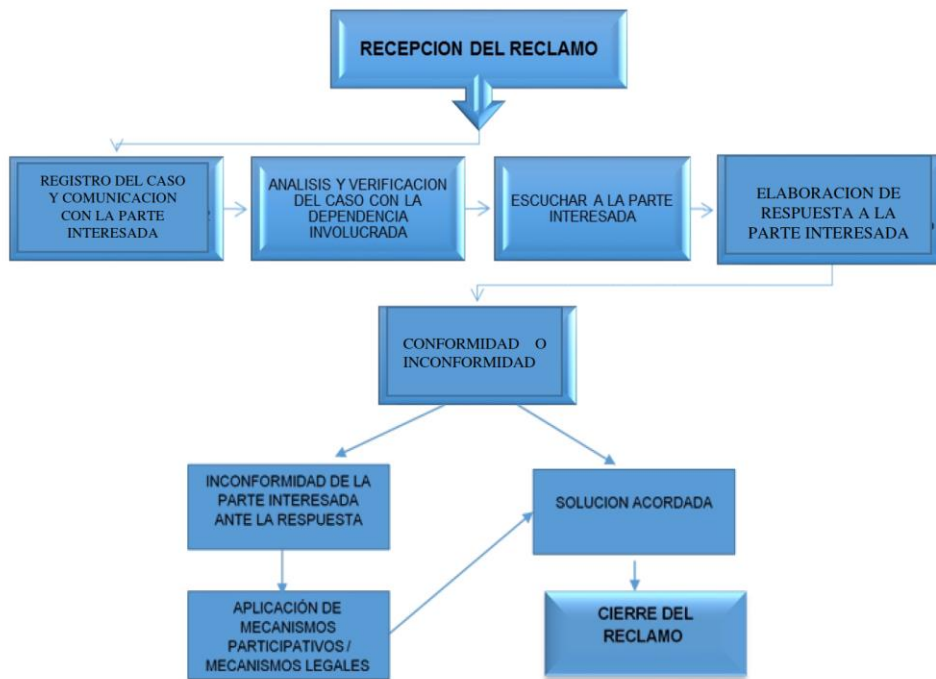 RECEPCION DEL RECLAMO
REGISTRO DEL CASO
Y COMUNICACION
CON LA PARTE
INTERESADA
ANALISIS Y VERIFICACION
DEL CASO CON LA
DEPENDENCIA
INVOLUCRADA
ESCUCHAR A LA PARTE
INTERESADA
ELABORACION DE
RESPUESTA A LA
PARTE INTERESADA
CONFORMIDAD O
INCONFORMIDAD
INCONFORMIDAD DE LA
PARTE INTERESADA
ANTE LA RESPUESTA
SOLUCION ACORDADA
APLICACIÓN DE
MECANISMOS
PARTICIPATIVOS /
MECANISMOS LEGALES
CIERRE DEL
RECLAMO